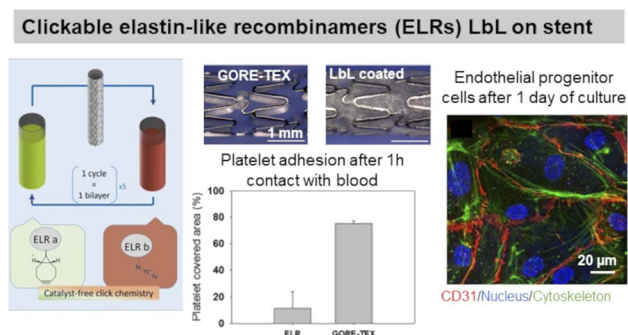 Clickable elastin-like recombinamers (ELRs) LbL on stent
1 cycle
=
1 bilayer
x5
ELR a
ELR b
H
H
N
N
N
Catalyst-free click chemistry
GORE-TEX
1 mm
LbL coated
Platelet adhesion after 1h
contact with blood
Platelet covered area (%)
100
80
60
40
20
0
ELR
GORE-TEX
Endothelial progenitor
cells after 1 day of culture
20 µm
CD31/Nucleus/Cytoskeleton